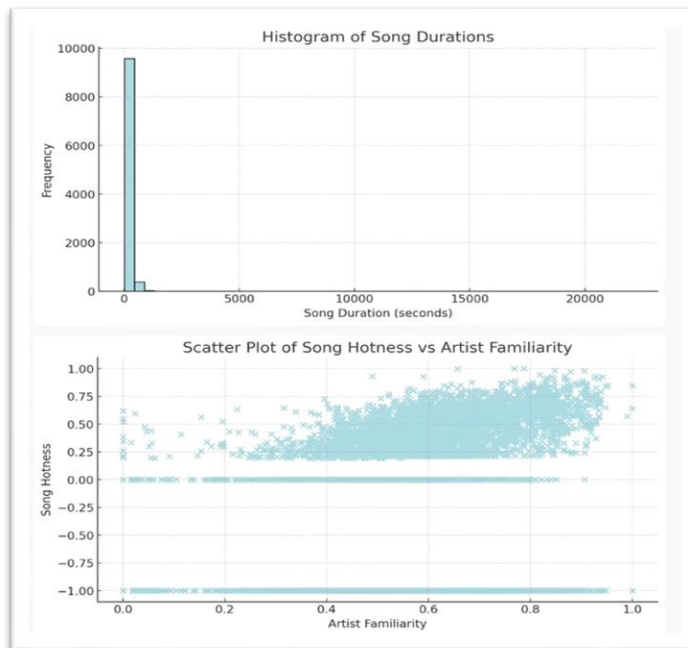 Histogram of Song Durations
10000
8000
6000
4000
2000
0
Frequency
0 5000 10000 15000 20000
Song Duration (seconds)
Scatter Plot of Song Hotness vs Artist Familiarity
1.00
0.75
0.50
0.25
0.00
−0.25
−0.50
−0.75
−1.00
Song Hotness
0.0 0.2 0.4 0.6 0.8 1.0
Artist Familiarity